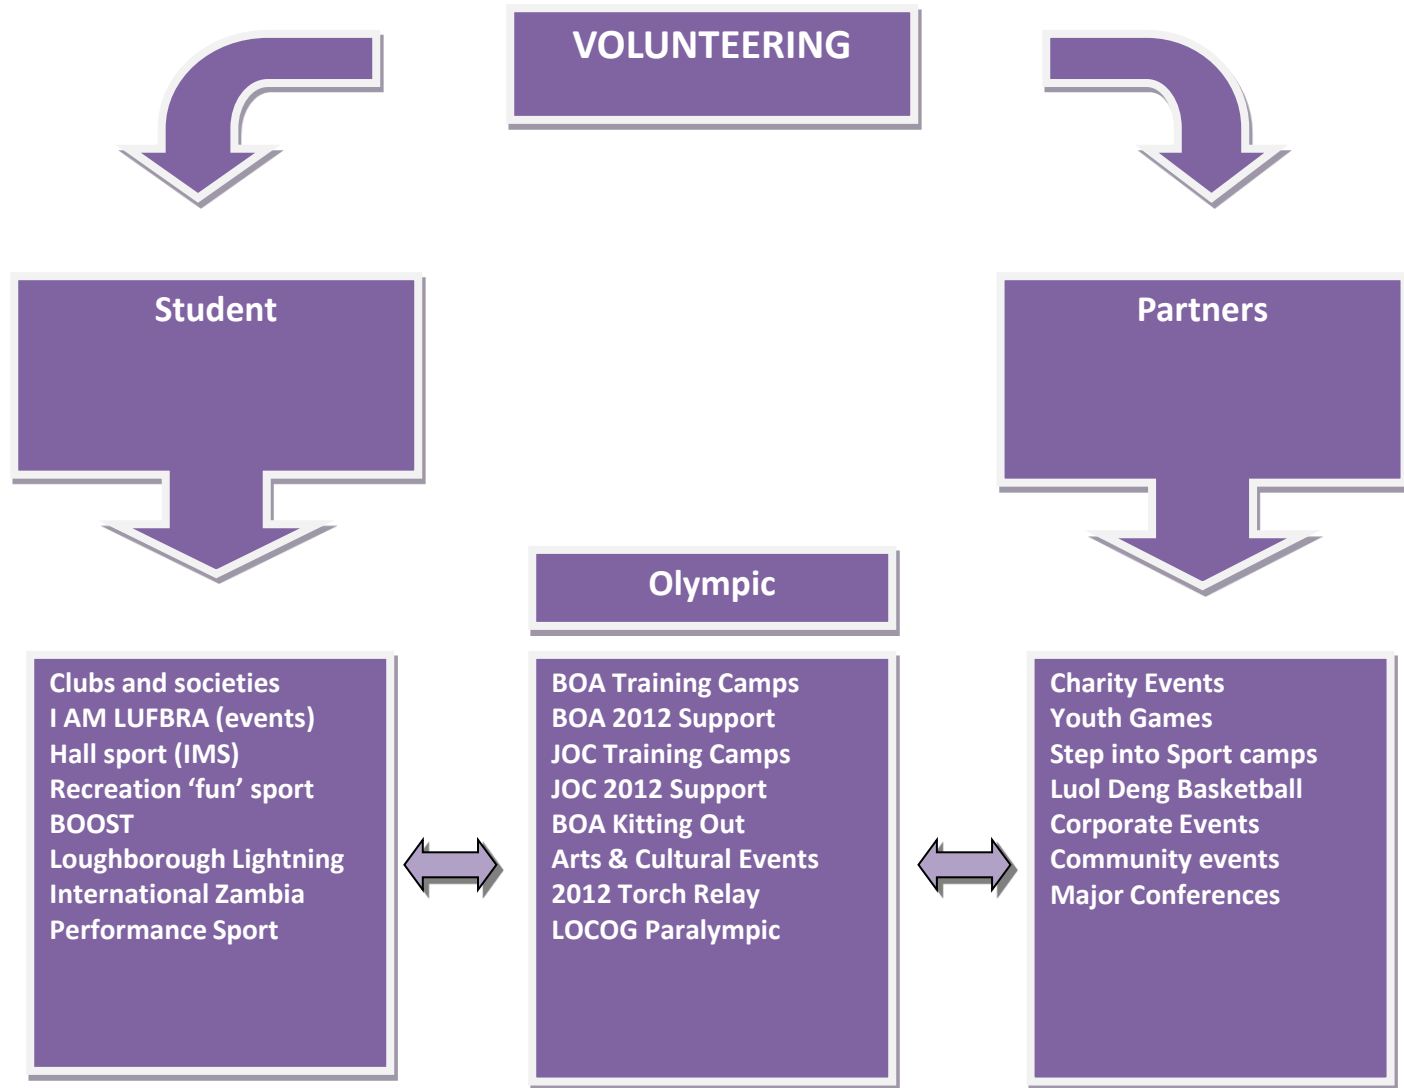 VOLUNTEERING
Student
Partners
Olympic
Clubs and societies
I AM LUFBRA (events)
Hall sport (IMS)
Recreation ‘fun’ sport
BOOST
Loughborough Lightning
International Zambia
Performance Sport
BOA Training Camps
BOA 2012 Support
JOC Training Camps
JOC 2012 Support
BOA Kitting Out
Arts & Cultural Events
2012 Torch Relay
LOCOG Paralympic
Charity Events
Youth Games
Step into Sport camps
Luol Deng Basketball
Corporate Events
Community events
Major Conferences